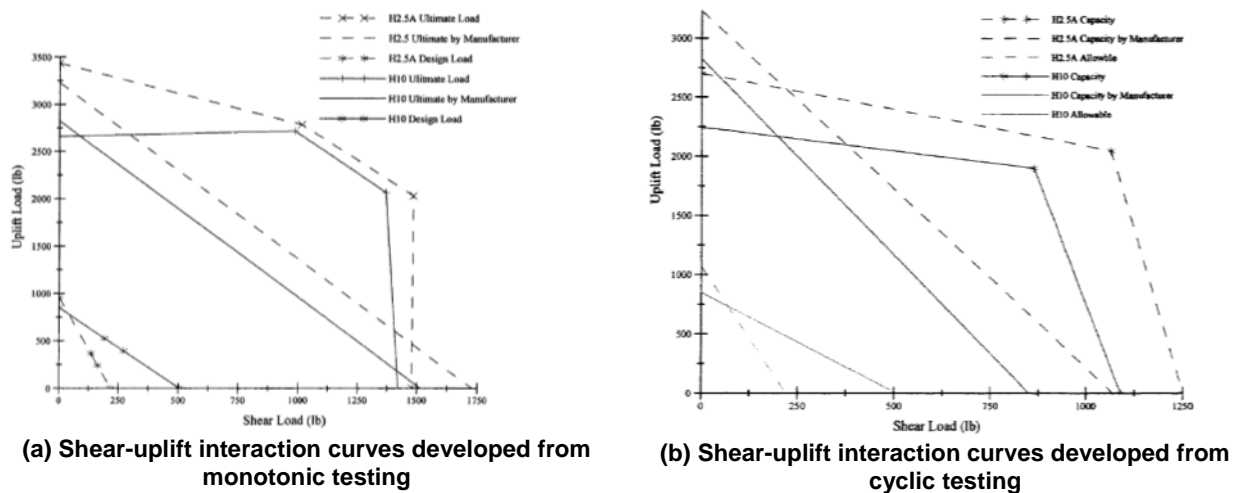 H2.5A Ultimate Load
H2.5 Ultimate by Manufacturer
H2.5A Design Load
H10 Ulitmate Load
H10 Ultimate by Manufacturer
H10 Design Load
3500
3000
2500
2000
1500
1000
500
0
Uplift Load (lb)
0
250
500
750
1000
1250
1500
1750
Shear Load (lb)
(a) Shear-uplift interaction curves developed from
monotonic testing
H2.5A Capacity
H2.5A Capacity by Manufacturer
H2.5A Allowble
H10 Capacity
H10 Capacity by Manufacturer
H10 Allowable
3000
2500
2000
1500
1000
500
0
Uplift Load (lb)
0
250
500
750
1000
1250
Shear Load (lb)
(b) Shear-uplift interaction curves developed from
cyclic testing